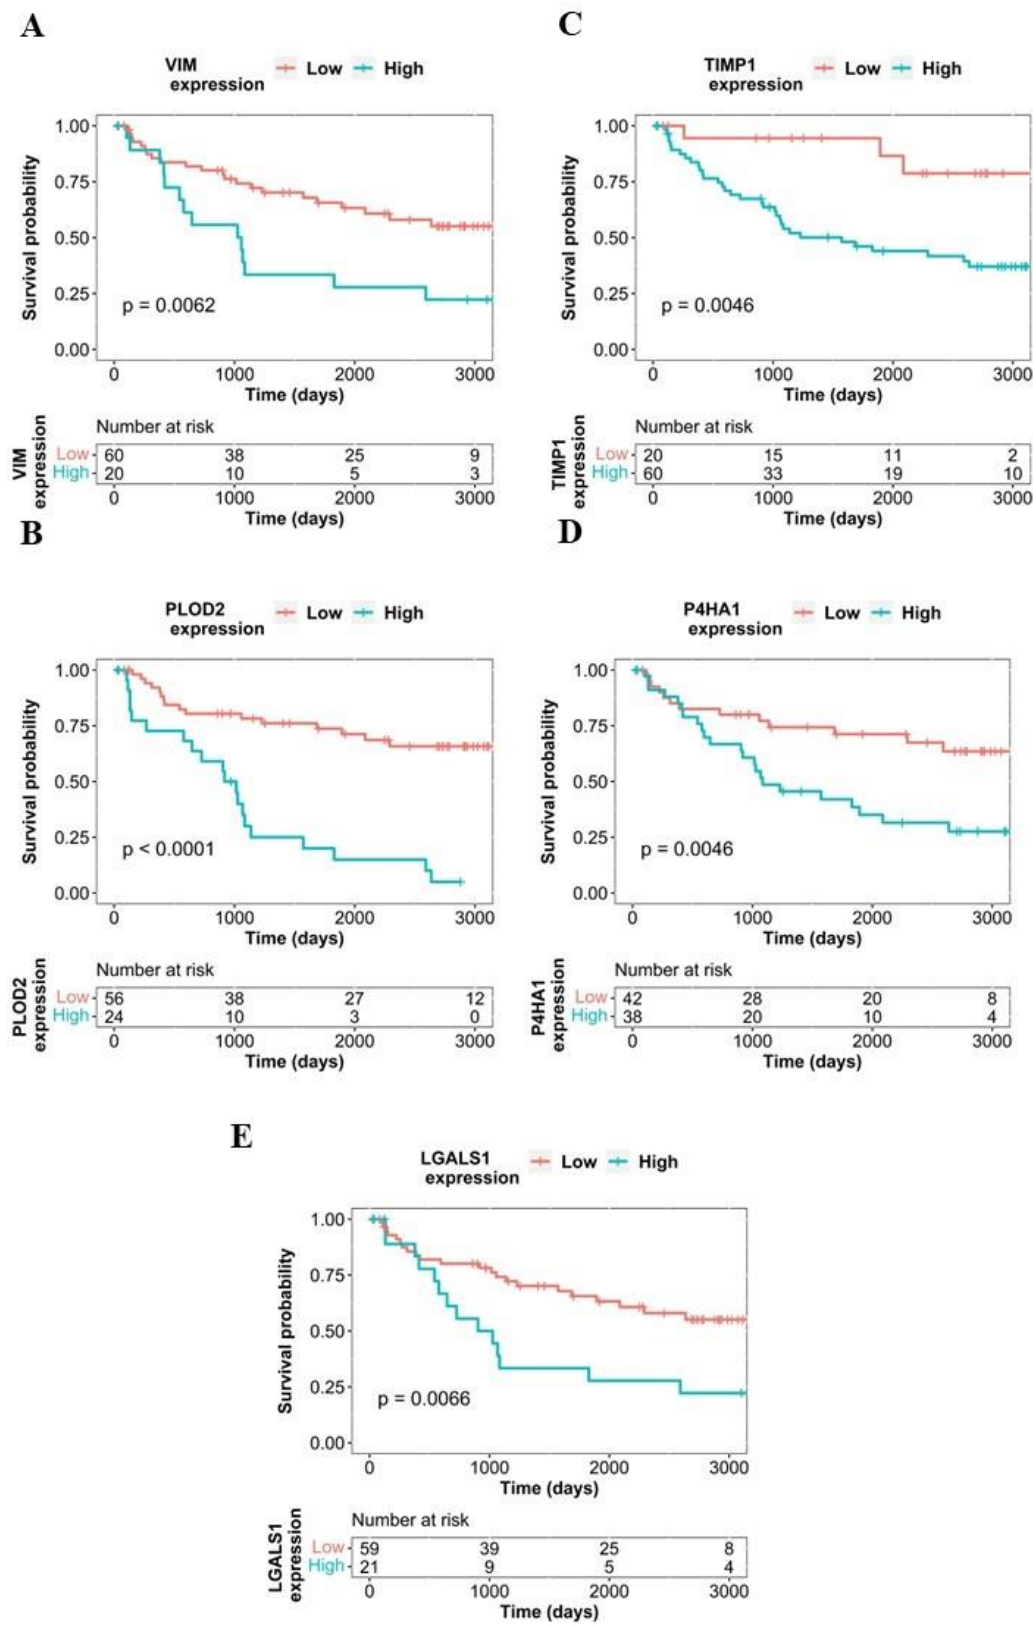 A
VIM
expression
Low
High
Survival probability
1.00
0.75
0.50
0.25
0.00
p = 0.0062
0 1000 2000 3000
Time (days)
Number at risk
VIM
expression
Low 60 38 25 9
High 20 10 5 3
0 1000 2000 3000
Time (days)
C
TIMP1
expression
Low
High
Survival probability
1.00
0.75
0.50
0.25
0.00
p = 0.0046
0 1000 2000 3000
Time (days)
Number at risk
TIMP1
expression
Low 20 15 11 2
High 60 33 19 10
0 1000 2000 3000
Time (days)
B
PLOD2
expression
Low
High
Survival probability
1.00
0.75
0.50
0.25
0.00
p < 0.0001
0 1000 2000 3000
Time (days)
Number at risk
PLOD2
expression
Low 56 38 27 12
High 24 10 3 0
0 1000 2000 3000
Time (days)
D
P4HA1
expression
Low
High
Survival probability
1.00
0.75
0.50
0.25
0.00
p = 0.0046
0 1000 2000 3000
Time (days)
Number at risk
P4HA1
expression
Low 42 28 20 8
High 38 20 10 4
0 1000 2000 3000
Time (days)
E
LGALS1
expression
Low
High
Survival probability
1.00
0.75
0.50
0.25
0.00
p = 0.0066
0 1000 2000 3000
Time (days)
Number at risk
LGALS1
expression
Low 59 39 25 8
High 21 9 5 4
0 1000 2000 3000
Time (days)